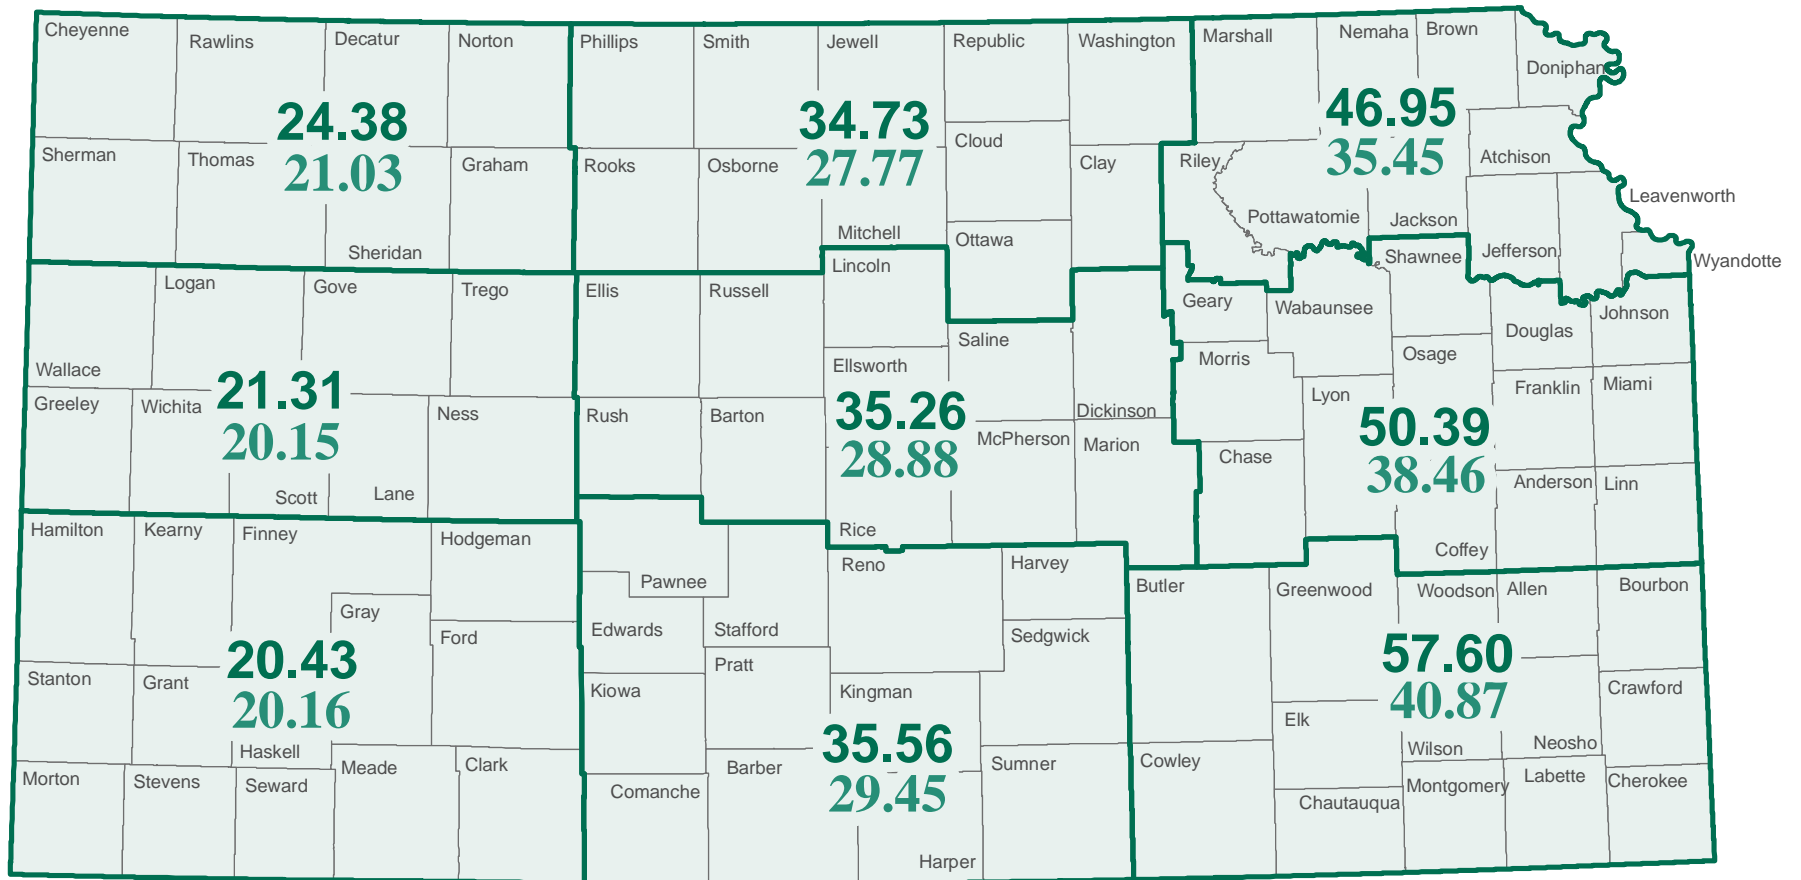 Cheyenne
Rawlins
Decatur
Norton
Phillips
Smith
Jewell
Republic
Washington
Marshall
Nemaha
Brown
Doniphan
24.38
21.03
34.73
27.77
46.95
35.45
Sherman
Thomas
Graham
Rooks
Osborne
Cloud
Clay
Riley
Atchison
Leavenworth
Sheridan
Mitchell
Ottawa
Pottawatomie
Jackson
Jefferson
Shawnee
Wyandotte
Logan
Gove
Trego
Ellis
Russell
Lincoln
Geary
Wabaunsee
Douglas
Johnson
Wallace
Saline
Ellsworth
Morris
Osage
Franklin
Miami
Greeley
Wichita
21.31
20.15
Ness
Rush
Barton
35.26
28.88
Dickinson
McPherson
Marion
Lyon
50.39
38.46
Chase
Anderson
Linn
Scott
Lane
Rice
Coffey
Hamilton
Kearny
Finney
Hodgeman
Pawnee
Reno
Harvey
Butler
Greenwood
Woodson
Allen
Bourbon
Gray
Ford
Edwards
Stafford
Sedgwick
20.43
20.16
57.60
40.87
Stanton
Grant
Kiowa
Pratt
Kingman
Crawford
Haskell
35.56
29.45
Elk
Wilson
Neosho
Morton
Stevens
Seward
Meade
Clark
Comanche
Barber
Sumner
Cowley
Chautauqua
Montgomery
Labette
Cherokee
Harper